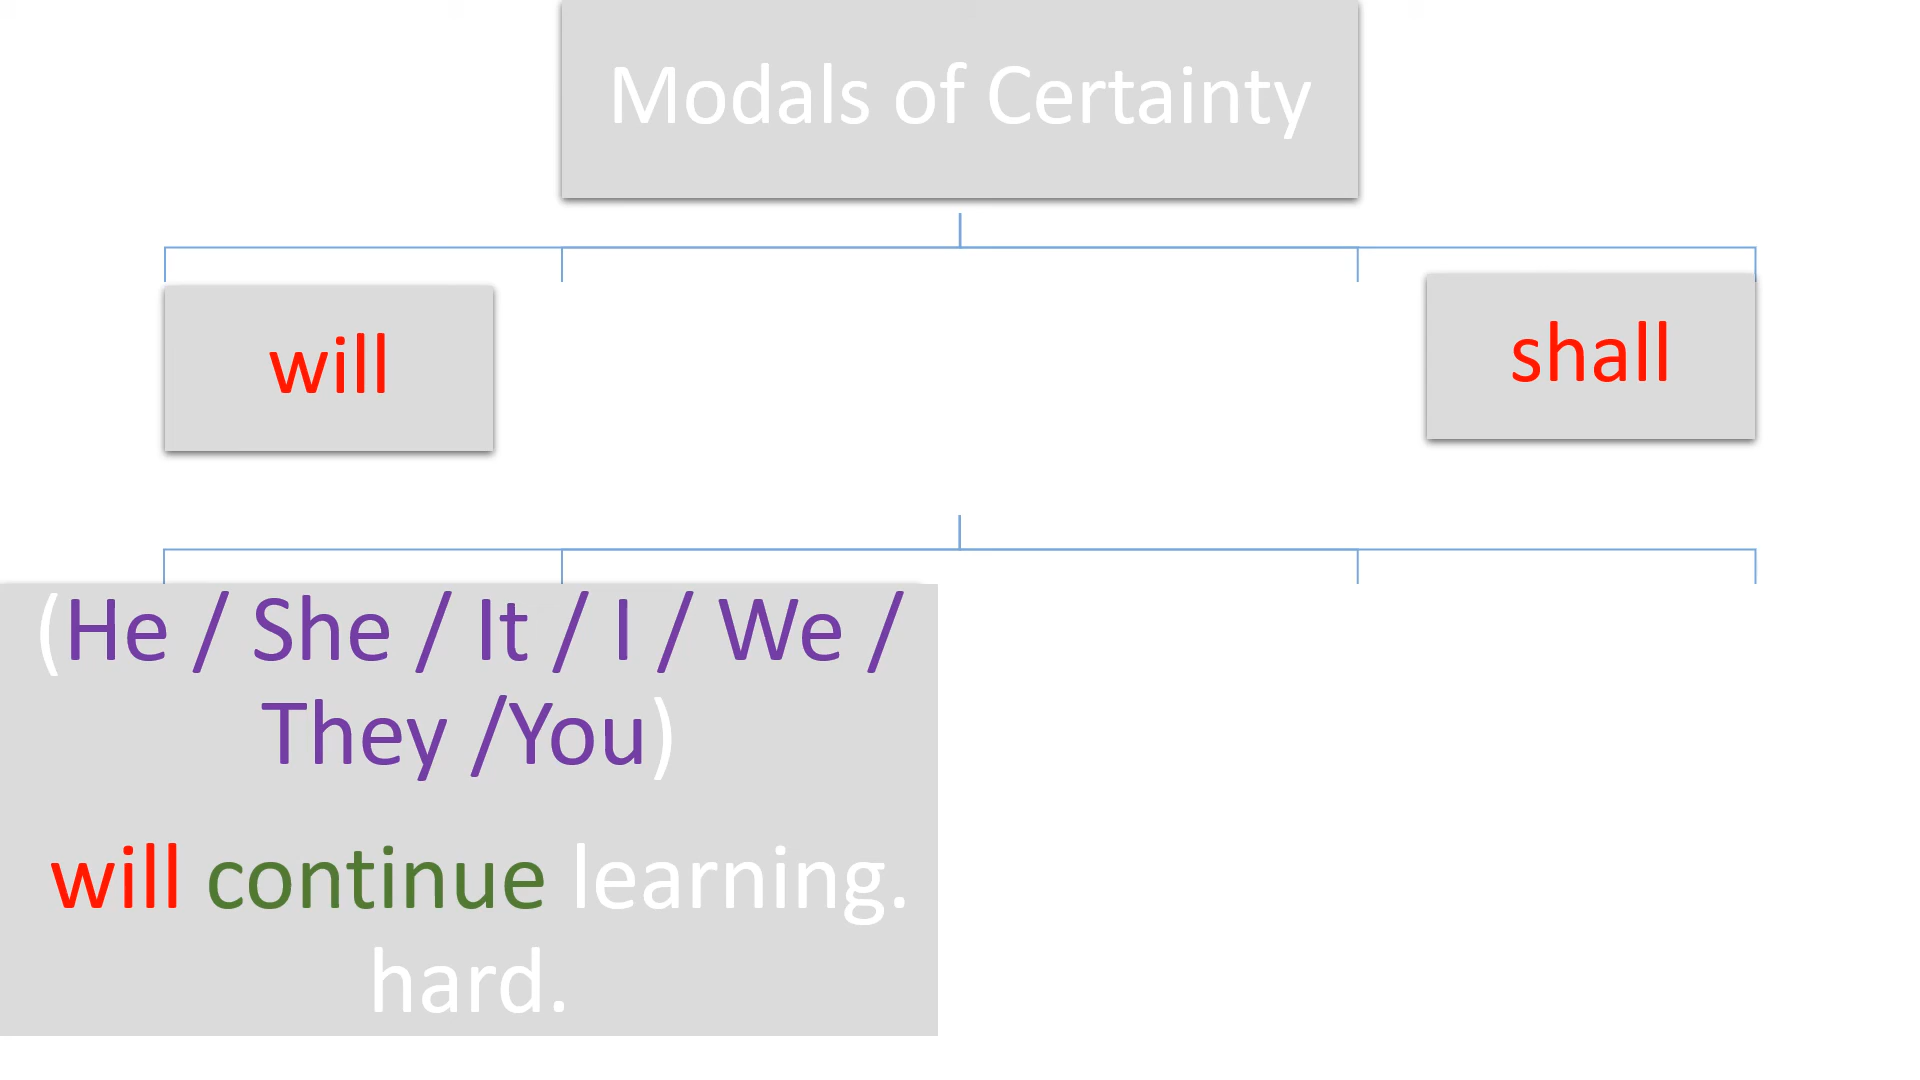 Modals of Certainty
will
shall
(He / She / It / I / We /
They /You)
will continue learning.
hard.